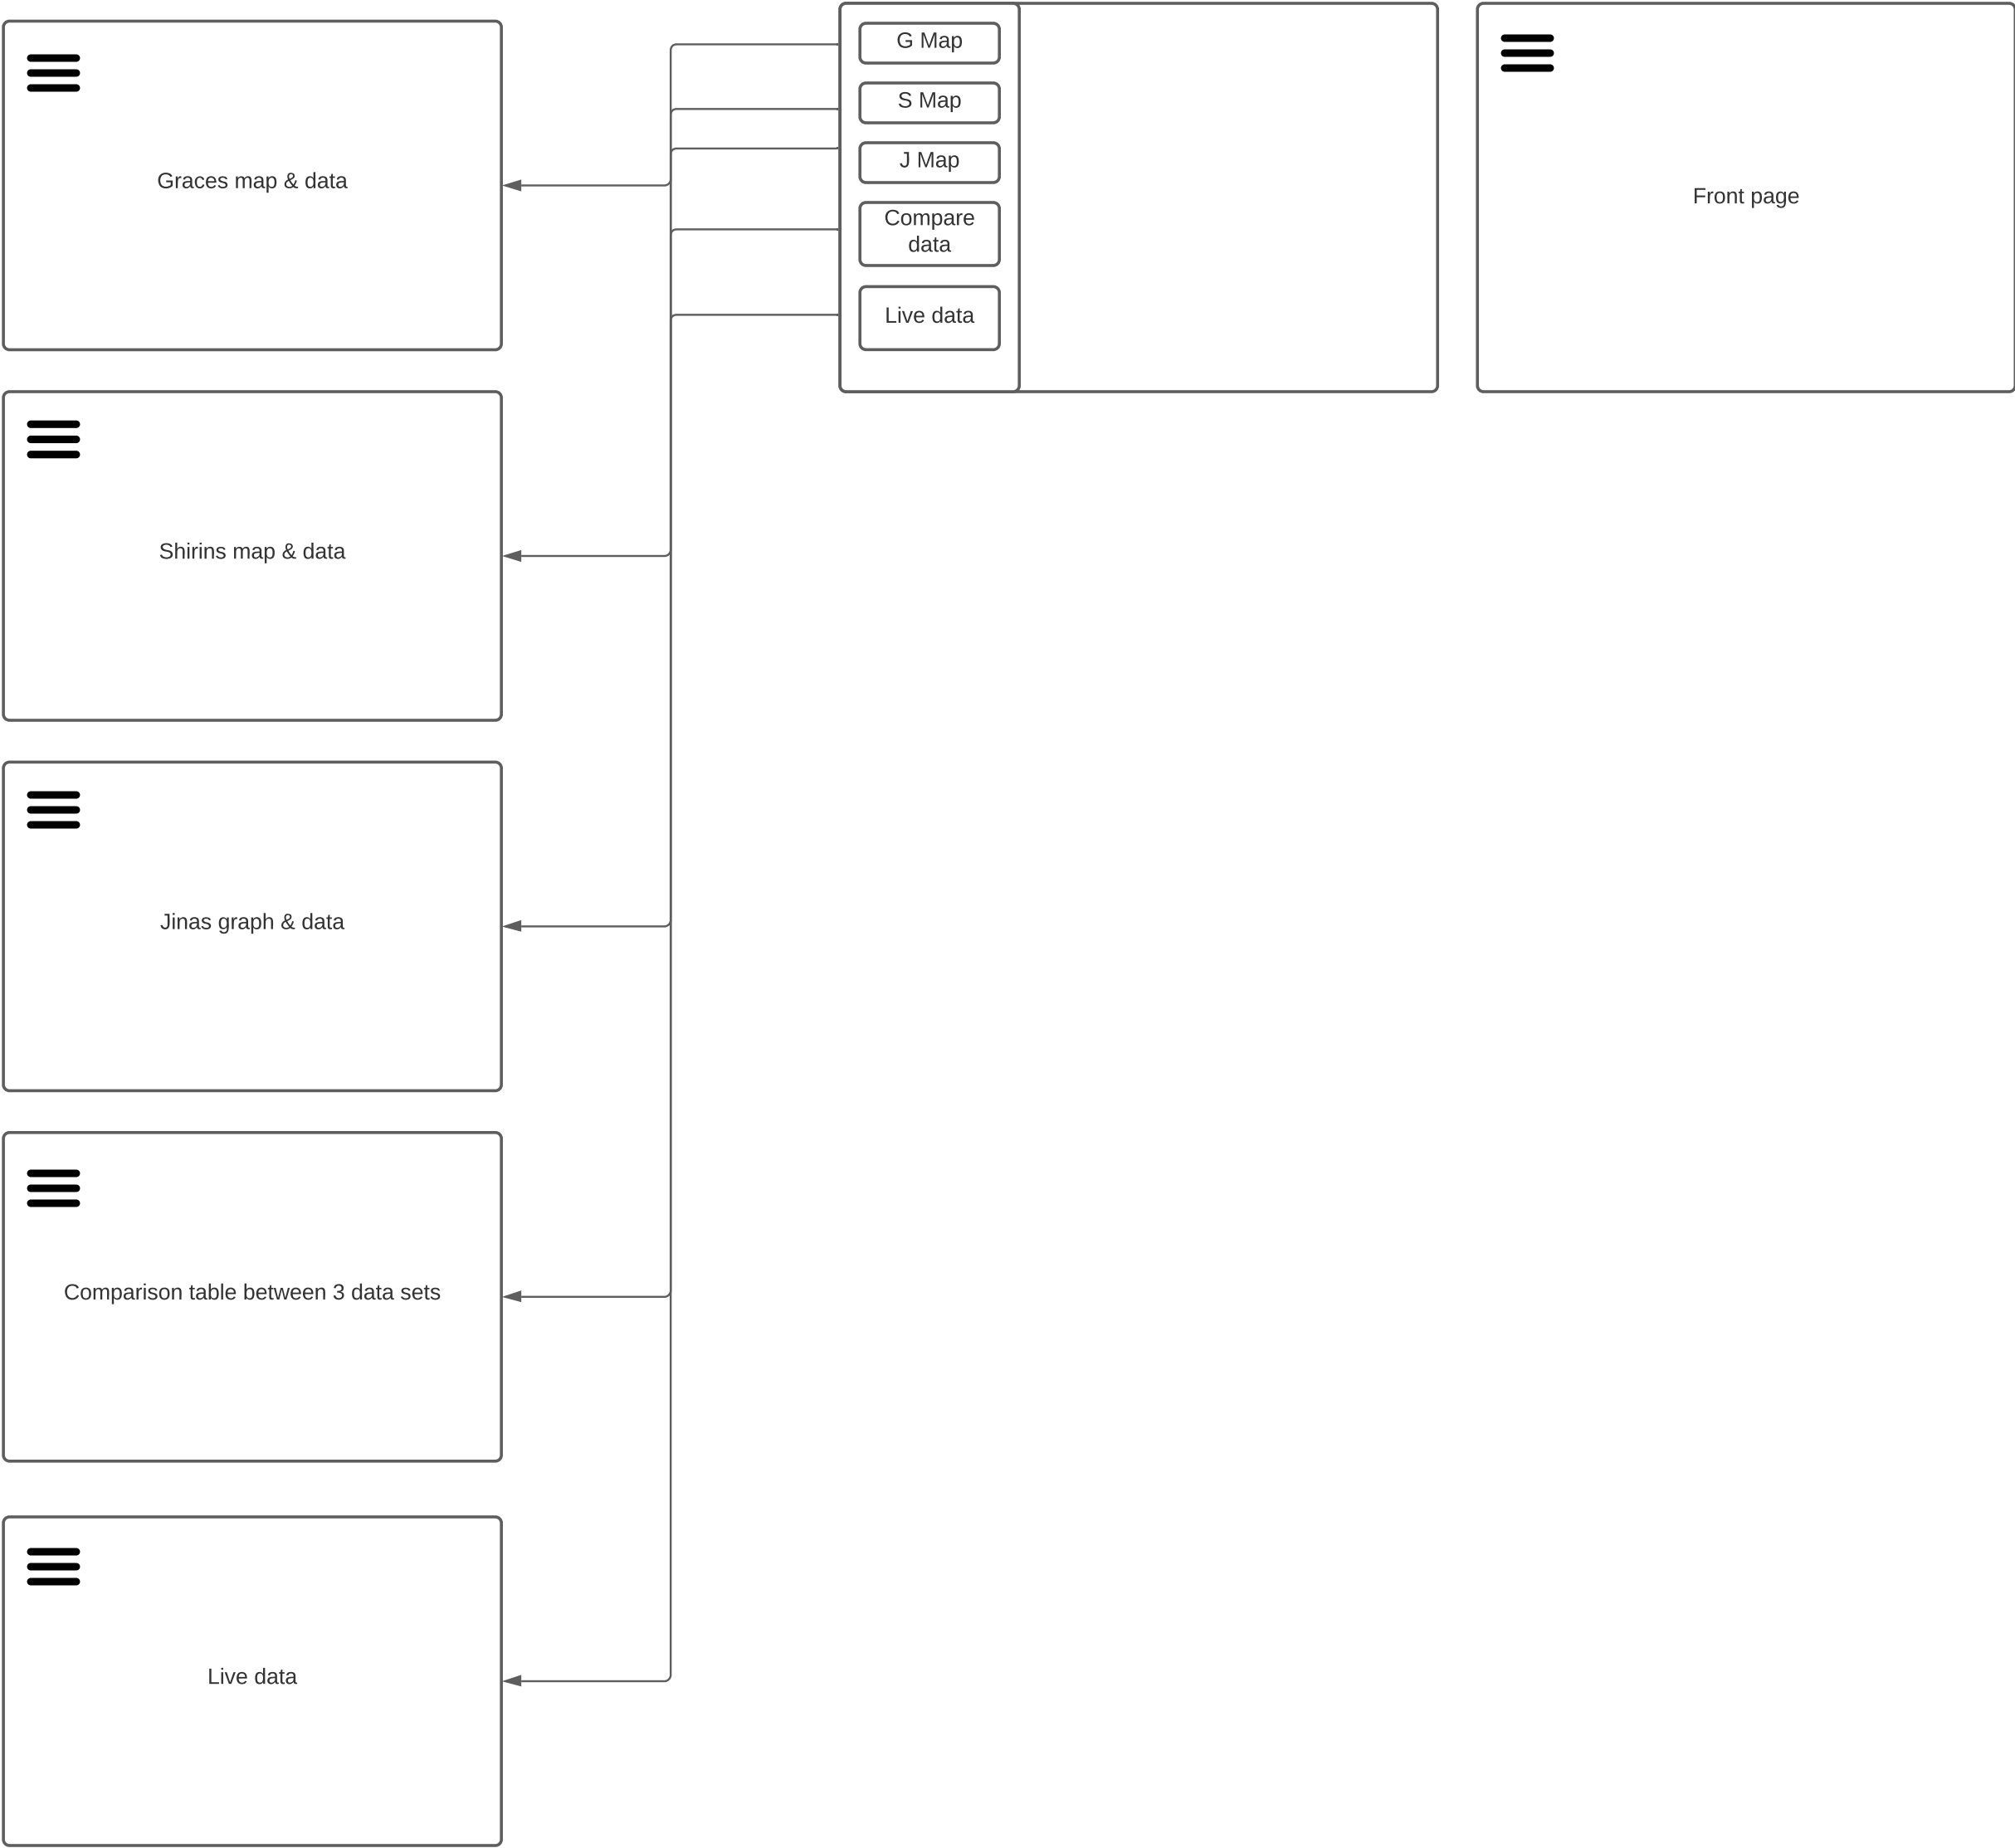 G Map
S Map
J Map
Compare
data
Live data
Front page
Graces map & data
Shirins map & data
Jinas graph & data
Comparison table between 3 data sets
Live data